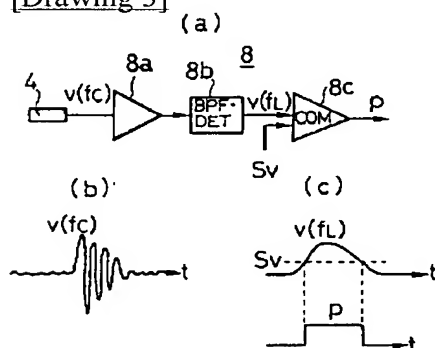 [Drawing 3]
(a)
8
4
v(fc)
8a
8b
BPF·
DET
v(fL)
8c
COM
P
Sv
(b)
v(fc)
t
(c)
v(fL)
Sv
t
P
t